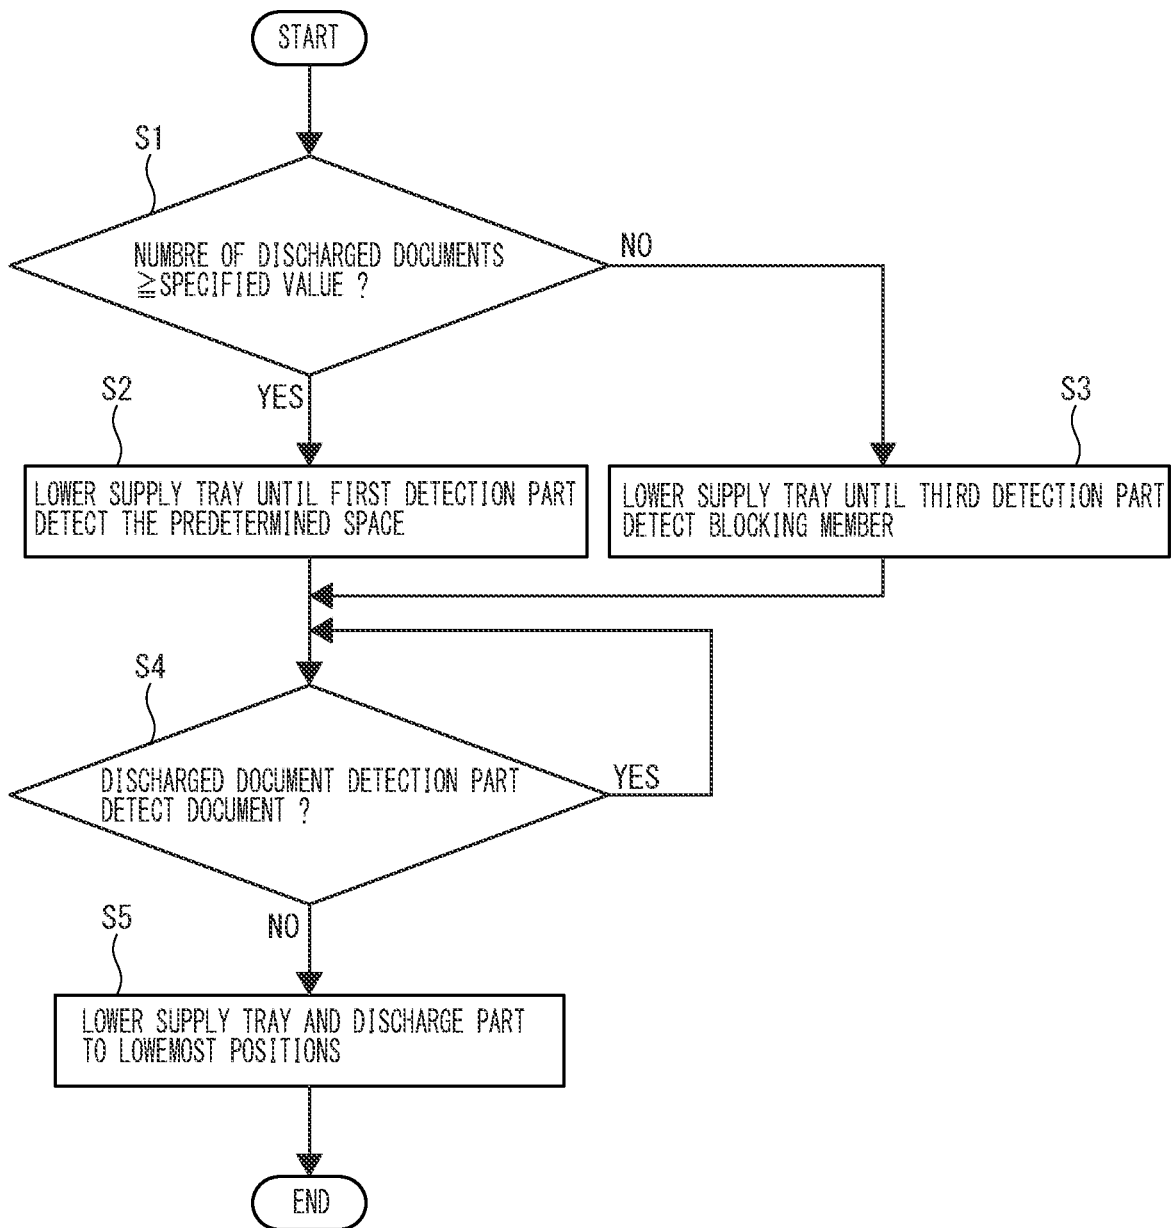 START
S1
NUMBRE OF DISCHARGED DOCUMENTS
≧SPECIFIED VALUE ?
NO
YES
S2
LOWER SUPPLY TRAY UNTIL FIRST DETECTION PART
DETECT THE PREDETERMINED SPACE
S3
LOWER SUPPLY TRAY UNTIL THIRD DETECTION PART
DETECT BLOCKING MEMBER
S4
DISCHARGED DOCUMENT DETECTION PART
DETECT DOCUMENT ?
YES
NO
S5
LOWER SUPPLY TRAY AND DISCHARGE PART
TO LOWEMOST POSITIONS
END